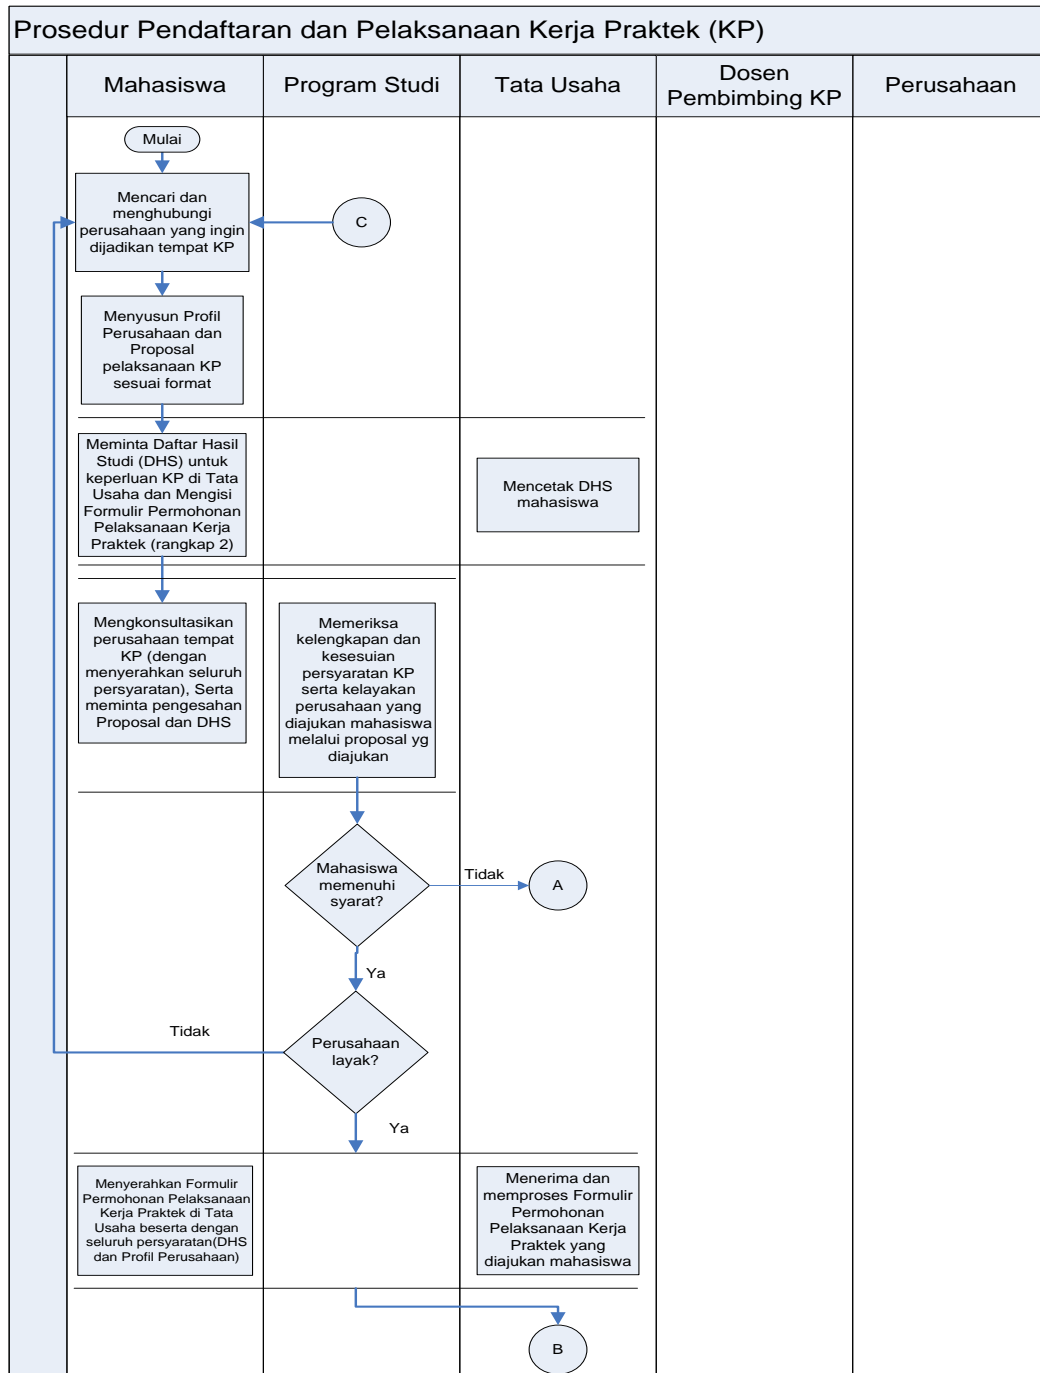 Prosedur Pendaftaran dan Pelaksanaan Kerja Praktek (KP)
Mahasiswa
Program Studi
Tata Usaha
Dosen
Pembimbing KP
Perusahaan
Mulai
Mencari dan
menghubungi
perusahaan yang ingin
dijadikan tempat KP
C
Menyusun Profil
Perusahaan dan
Proposal
pelaksanaan KP
sesuai format
Meminta Daftar Hasil
Studi (DHS) untuk
keperluan KP di Tata
Usaha dan Mengisi
Formulir Permohonan
Pelaksanaan Kerja
Praktek (rangkap 2)
Mencetak DHS
mahasiswa
Mengkonsultasikan
perusahaan tempat
KP (dengan
menyerahkan seluruh
persyaratan), Serta
meminta pengesahan
Proposal dan DHS
Memeriksa
kelengkapan dan
kesesuian
persyaratan KP
serta kelayakan
perusahaan yang
diajukan mahasiswa
melalui proposal yg
diajukan
Mahasiswa
memenuhi
syarat?
Tidak
A
Ya
Tidak
Perusahaan
layak?
Ya
Menyerahkan Formulir
Permohonan Pelaksanaan
Kerja Praktek di Tata
Usaha beserta dengan
seluruh persyaratan(DHS
dan Profil Perusahaan)
Menerima dan
memproses Formulir
Permohonan
Pelaksanaan Kerja
Praktek yang
diajukan mahasiswa
B